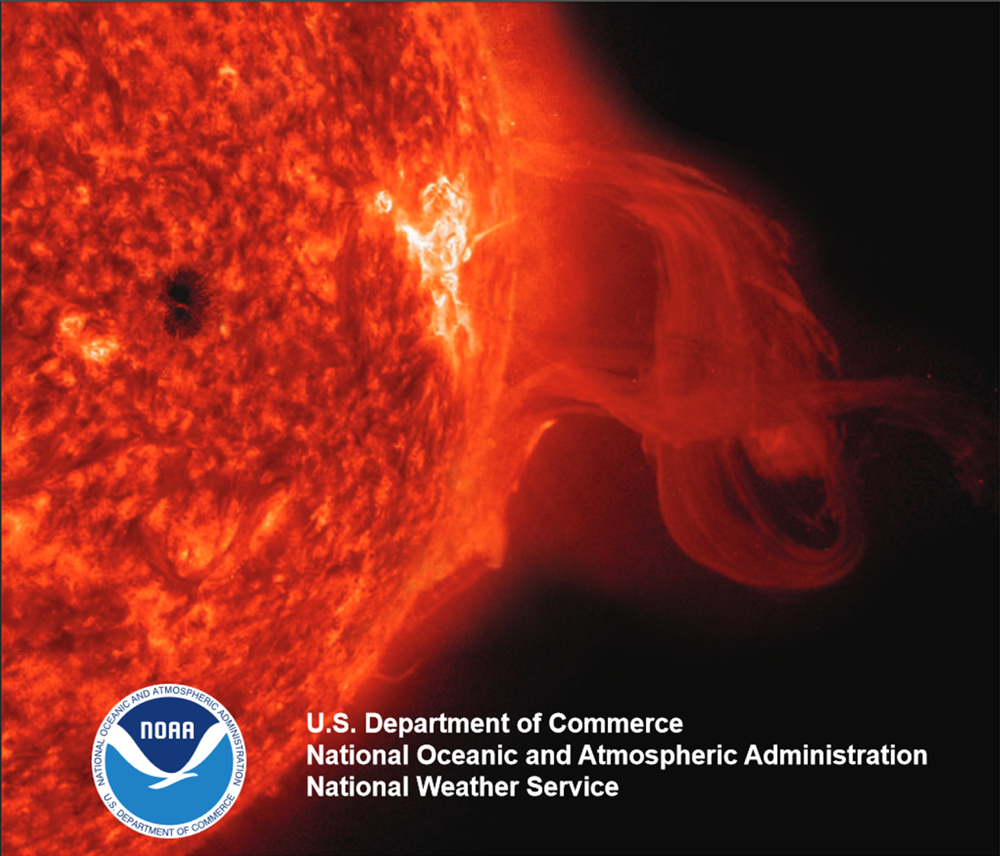 NOAA
NATIONAL OCEANIC AND ATMOSPHERIC ADMINISTRATION
U.S. DEPARTMENT OF COMMERCE
U.S. Department of Commerce
National Oceanic and Atmospheric Administration
National Weather Service